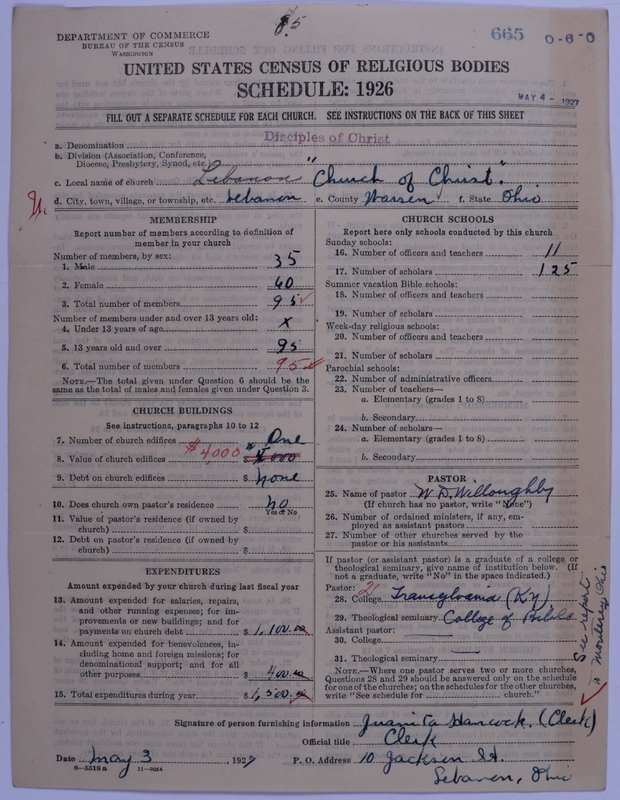 8.5
DEPARTMENT OF COMMERCE
BUREAU OF THE CENSUS
WASHINGTON
665 0-6-0
UNITED STATES CENSUS OF RELIGIOUS BODIES
SCHEDULE: 1926
MAY 4 - 1927
FILL OUT A SEPARATE SCHEDULE FOR EACH CHURCH. SEE INSTRUCTIONS ON THE BACK OF THIS SHEET
a. Denomination Disciples of Christ
b. Division (Association, Conference,
Diocese, Presbytery, Synod, etc.)
c. Local name of church Lebanon "Church of Christ"
d. City, town, village, or township, etc. Lebanon e. County Warren f. State Ohio
MEMBERSHIP
Report number of members according to definition of
member in your church
Number of members, by sex:
1. Male 35
2. Female 60
3. Total number of members 95
Number of members under and over 13 years old:
4. Under 13 years of age x
5. 13 years old and over 95
6. Total number of members 95
NOTE.—The total given under Question 6 should be the
same as the total of males and females given under Question 3.
CHURCH BUILDINGS
See instructions, paragraphs 10 to 12
7. Number of church edifices One
8. Value of church edifices $4,000 $
9. Debt on church edifices $ none
10. Does church own pastor's residence no
Yes or No
11. Value of pastor's residence (if owned by
church) $
12. Debt on pastor's residence (if owned by
church) $
EXPENDITURES
Amount expended by your church during last fiscal year
13. Amount expended for salaries, repairs,
and other running expenses; for im-
provements or new buildings; and for
payments on church debt $1,100.00
14. Amount expended for benevolences, in-
cluding home and foreign missions; for
denominational support; and for all
other purposes $ 400.00
15. Total expenditures during year $1,500.00
CHURCH SCHOOLS
Report here only schools conducted by this church
Sunday schools:
16. Number of officers and teachers 11
17. Number of scholars 125
Summer vacation Bible schools:
18. Number of officers and teachers
19. Number of scholars
Week-day religious schools:
20. Number of officers and teachers
21. Number of scholars
Parochial schools:
22. Number of administrative officers
23. Number of teachers—
a. Elementary (grades 1 to 8)
b. Secondary
24. Number of scholars—
a. Elementary (grades 1 to 8)
b. Secondary
PASTOR
25. Name of pastor W. D. Willoughby
(If church has no pastor, write "None")
26. Number of ordained ministers, if any, em-
ployed as assistant pastors
27. Number of other churches served by the
pastor or his assistants
If pastor (or assistant pastor) is a graduate of a college or
theological seminary, give name of institution below. (If
not a graduate, write "No" in the space indicated.)
Pastor: 2
28. College Transylvania (Ky)
29. Theological seminary College of Bible
Assistant pastor:
30. College
31. Theological seminary
NOTE.—Where one pastor serves two or more churches,
Questions 28 and 29 should be answered only on the schedule
for one of the churches; on the schedules for the other churches,
write "See schedule for church."
See report
Monterey Ohio
Signature of person furnishing information Juanita Hancock. (Clerk)
Official title Clerk
Date May 3, 1927 P. O. Address 10 Jackson St.
8—5518 a 11—9054
Lebanon, Ohio